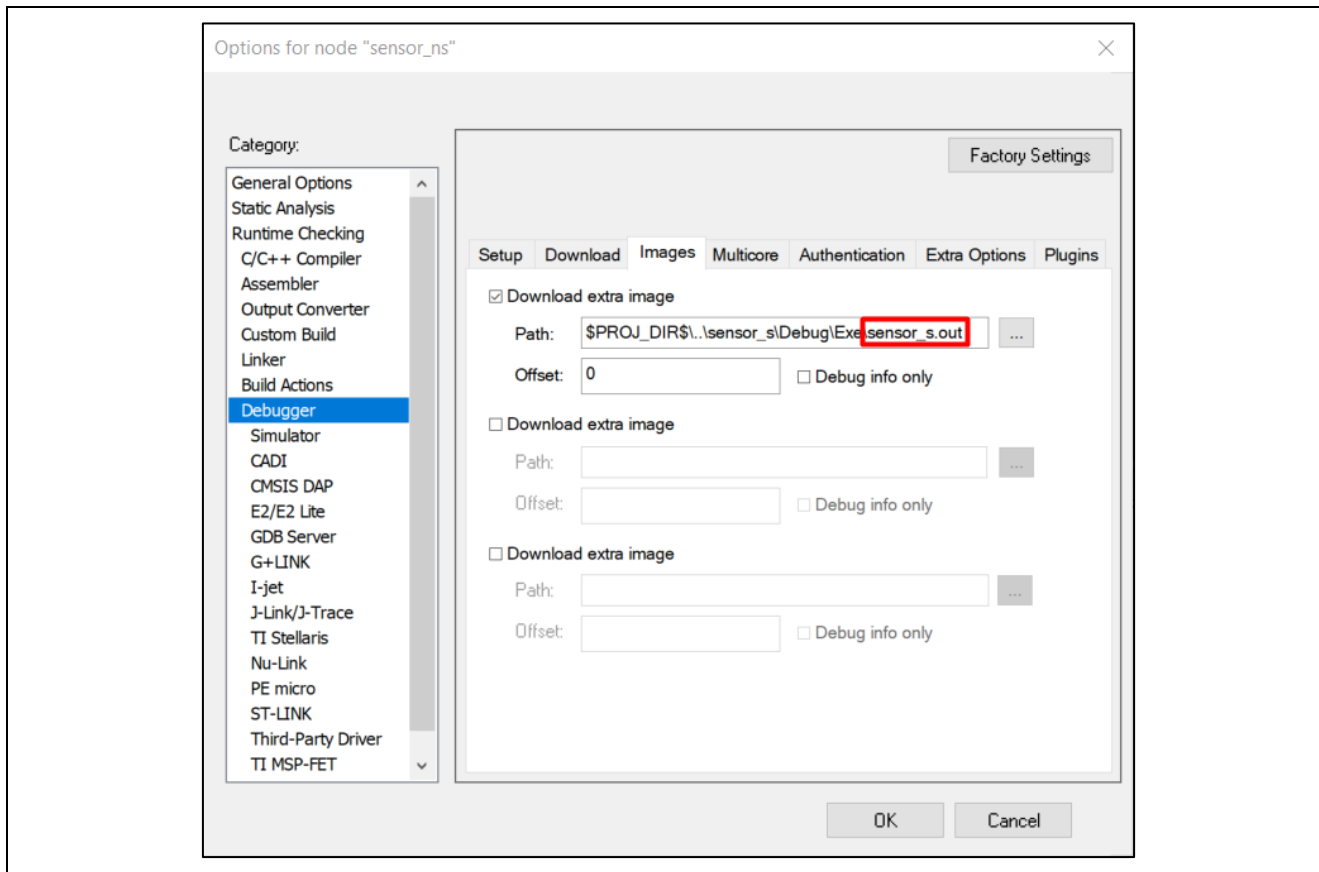 Options for node "sensor_ns"
Category:
General Options
Static Analysis
Runtime Checking
C/C++ Compiler
Assembler
Output Converter
Custom Build
Linker
Build Actions
Debugger
Simulator
CADI
CMSIS DAP
E2/E2 Lite
GDB Server
G+LINK
I-jet
J-Link/J-Trace
TI Stellaris
Nu-Link
PE micro
ST-LINK
Third-Party Driver
TI MSP-FET
Factory Settings
Setup Download Images Multicore Authentication Extra Options Plugins
Download extra image
Path: $PROJ_DIR$\..\sensor_s\Debug\Exe\sensor_s.out ...
Offset: 0 Debug info only
Download extra image
Path: ...
Offset: Debug info only
Download extra image
Path: ...
Offset: Debug info only
OK Cancel